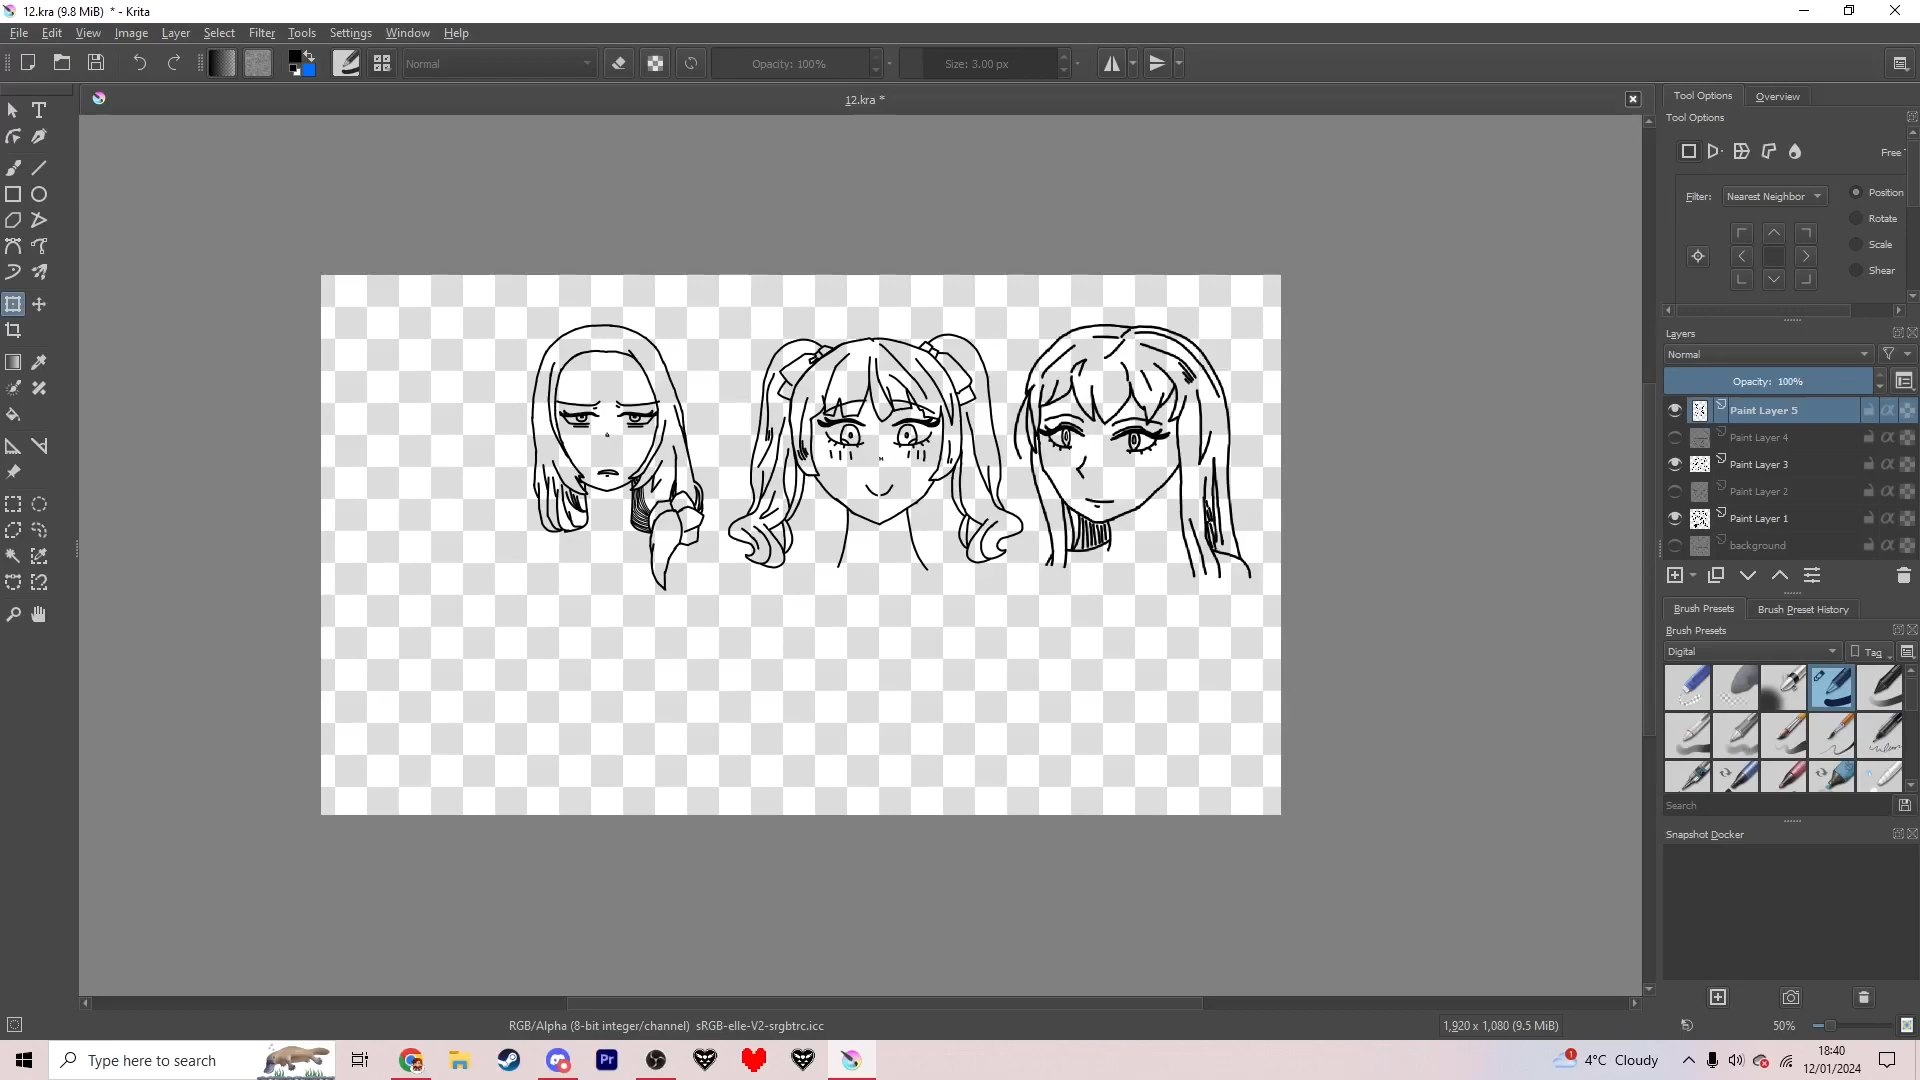 12.kra (9.8 MiB)  * - Krita
File Edit View Image Layer Select Filter Tools Settings Window Help
Normal Opacity: 100% Size: 3.00 px
12.kra *
Tool Options Overview
Tool Options
Free
Filter: Nearest Neighbor Position
Rotate
Scale
Shear
Layers
Normal
Opacity: 100%
Paint Layer 5
Paint Layer 4
Paint Layer 3
Paint Layer 2
Paint Layer 1
background
Brush Presets Brush Preset History
Brush Presets
Digital Tag
Search
Snapshot Docker
RGB/Alpha (8-bit integer/channel)  sRGB-elle-V2-srgbtrc.icc 1,920 x 1,080 (9.5 MiB) 50%
Type here to search Pr 1 4°C Cloudy 18:40
12/01/2024